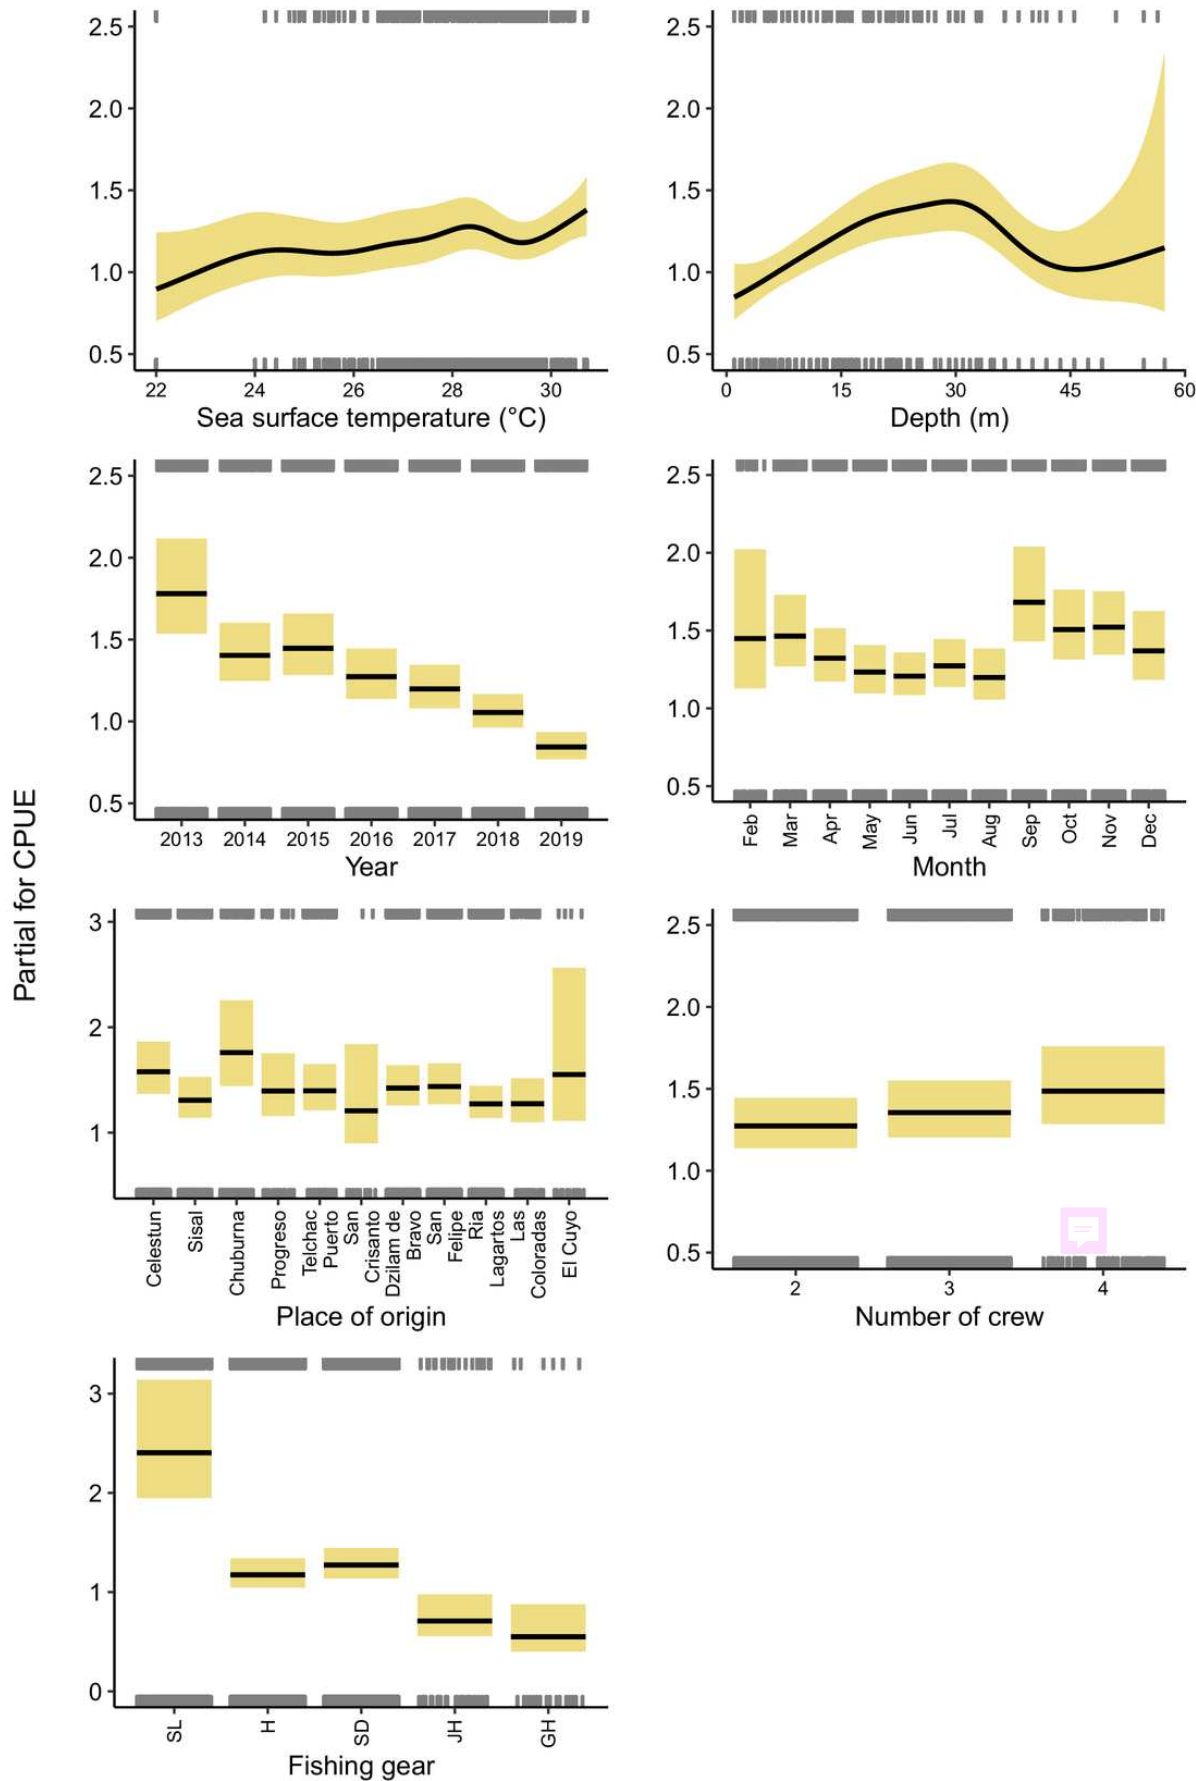 Partial for CPUE
2.5
2.0
1.5
1.0
0.5
22 24 26 28 30
Sea surface temperature (°C)
2.5
2.0
1.5
1.0
0.5
0 15 30 45 60
Depth (m)
2.5
2.0
1.5
1.0
0.5
2013 2014 2015 2016 2017 2018 2019
Year
2.5
2.0
1.5
1.0
0.5
Feb Mar Apr May Jun Jul Aug Sep Oct Nov Dec
Month
3
2
1
Celestun
Sisal
Chuburna
Progreso
Telchac
Puerto
San
Crisanto
Dzilam de
Bravo
San
Felipe
Ria
Lagartos
Las
Coloradas
El Cuyo
Place of origin
2.5
2.0
1.5
1.0
0.5
2 3 4
Number of crew
3
2
1
0
SL H SD JH GH
Fishing gear